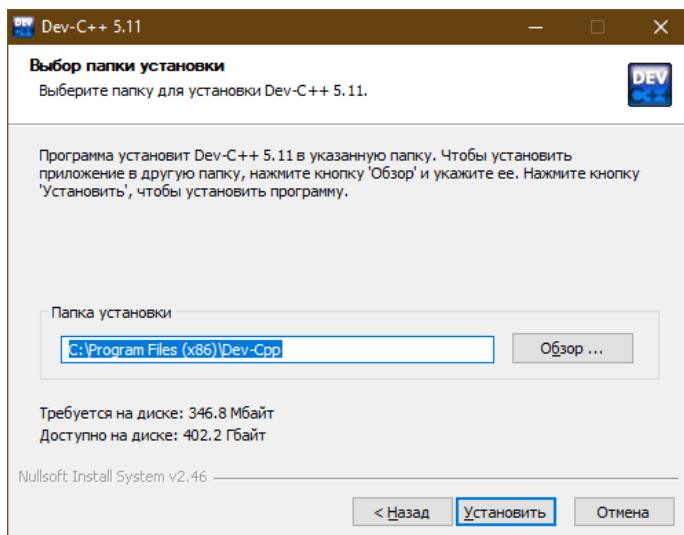 DEV Dev-C++ 5.11
Выбор папки установки
Выберите папку для установки Dev-C++ 5.11.
DEV
C++
Программа установит Dev-C++ 5.11 в указанную папку. Чтобы установить
приложение в другую папку, нажмите кнопку 'Обзор' и укажите ее. Нажмите кнопку
'Установить', чтобы установить программу.
Папка установки
C:\Program Files (x86)\Dev-Cpp
Обзор ...
Требуется на диске: 346.8 Мбайт
Доступно на диске: 402.2 Гбайт
Nullsoft Install System v2.46
< Назад Установить Отмена